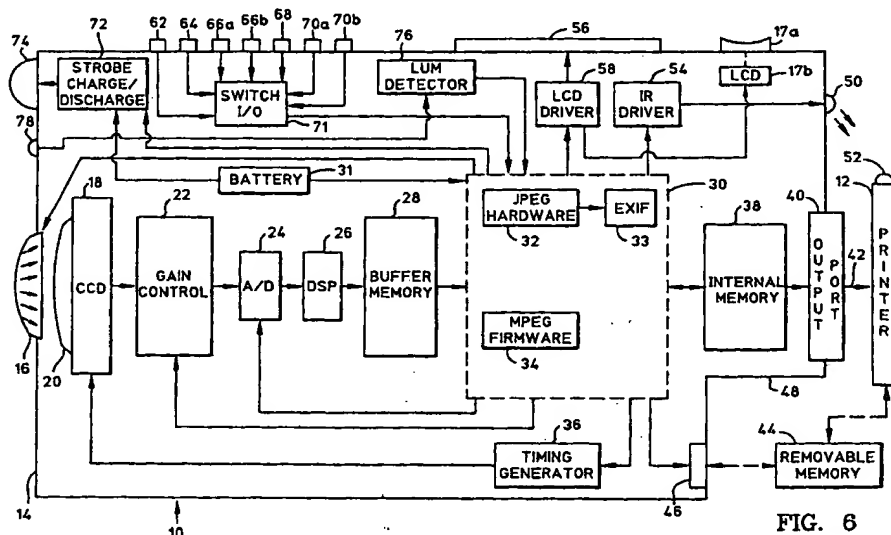 62 64 66a 66b 68 70a 70b
72
74
76
56
17a
STROBE CHARGE/
DISCHARGE
SWITCH
I/O
71
LUM
DETECTOR
58
LCD
DRIVER
54
IR
DRIVER
LCD
17b
50
78
BATTERY
31
52
12
18
22
24
26
28
30
38
40
JPEG
HARDWARE
32
EXIF
33
CCD
GAIN
CONTROL
A/D
DSP
BUFFER
MEMORY
INTERNAL
MEMORY
OUTPUT
PORT
42
PRINTER
MPEG
FIRMWARE
34
16
20
48
36
TIMING
GENERATOR
44
REMOVABLE
MEMORY
14
10
46
FIG. 6